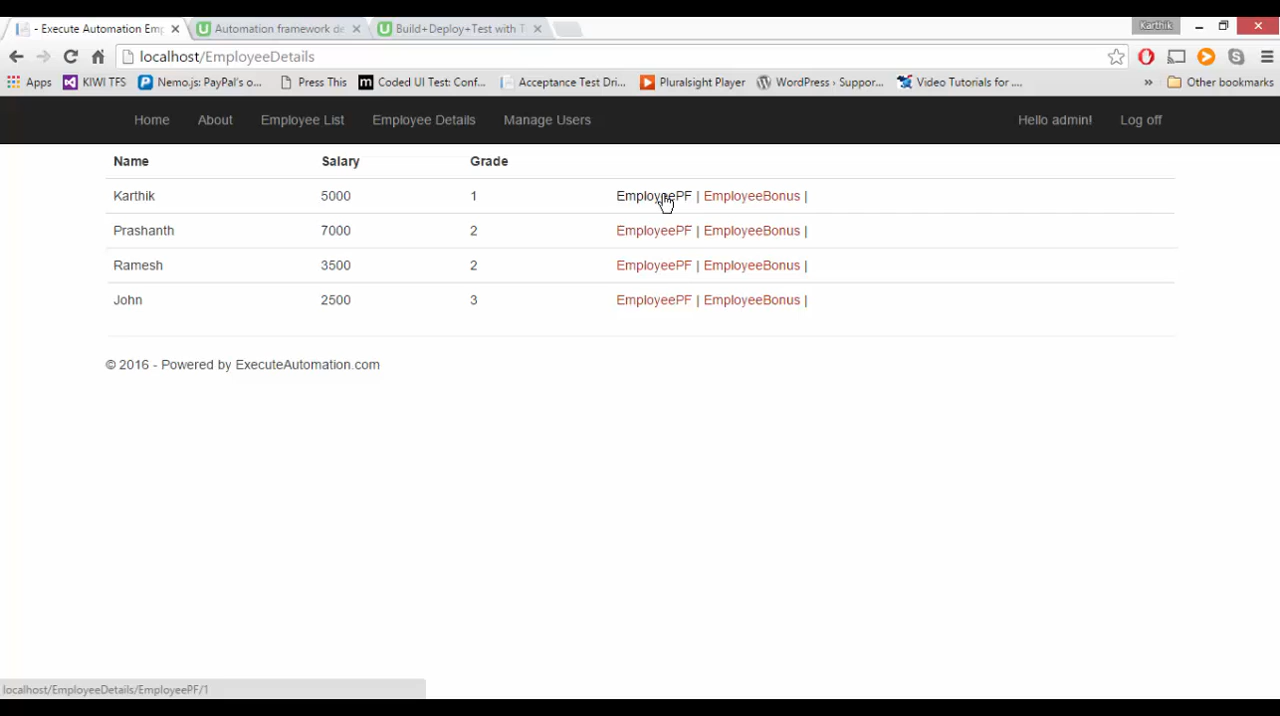 - Execute Automation Emp Automation framework de Build+Deploy+Test with T Karthik
localhost/EmployeeDetails
Apps KIWI TFS Nemo.js: PayPal's o... Press This Coded UI Test: Conf... Acceptance Test Dri... Pluralsight Player WordPress › Suppor... Video Tutorials for .... » Other bookmarks
Home About Employee List Employee Details Manage Users Hello admin! Log off
Name Salary Grade
Karthik 5000 1 EmployeePF | EmployeeBonus |
Prashanth 7000 2 EmployeePF | EmployeeBonus |
Ramesh 3500 2 EmployeePF | EmployeeBonus |
John 2500 3 EmployeePF | EmployeeBonus |
© 2016 - Powered by ExecuteAutomation.com
localhost/EmployeeDetails/EmployeePF/1